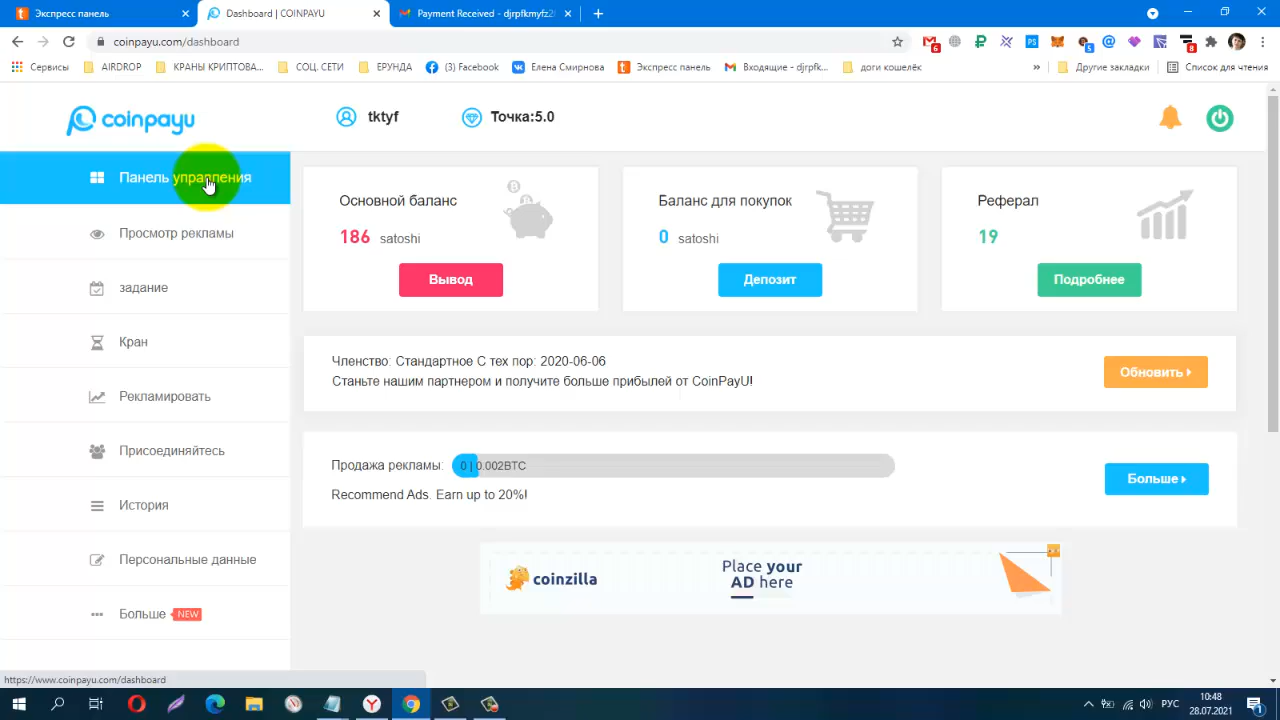 Экспресс панель
Dashboard | COINPAYU
Payment Received - djrpfkmyfz2
coinpayu.com/dashboard
6
5
8
Сервисы
AIRDROP
КРАНЫ КРИПТОВА...
СОЦ. СЕТИ
ЕРУНДА
(3) Facebook
Елена Смирнова
Экспресс панель
Входящие - djrpfk...
доги кошелёк
»
Другие закладки
Список для чтения
coinpayu
tktyf
Точка:5.0
Панель управления
Просмотр рекламы
задание
Кран
Рекламировать
Присоединяйтесь
История
Персональные данные
Больше NEW
Основной баланс
186 satoshi
Вывод
Баланс для покупок
0 satoshi
Депозит
Реферал
19
Подробнее
Членство: Стандартное С тех пор: 2020-06-06
Станьте нашим партнером и получите больше прибылей от CoinPayU!
Обновить
Продажа рекламы: 0 | 0.002BTC
Recommend Ads. Earn up to 20%!
Больше
coinzilla
Place your
AD here
https://www.coinpayu.com/dashboard
РУС
10:48
28.07.2021
1